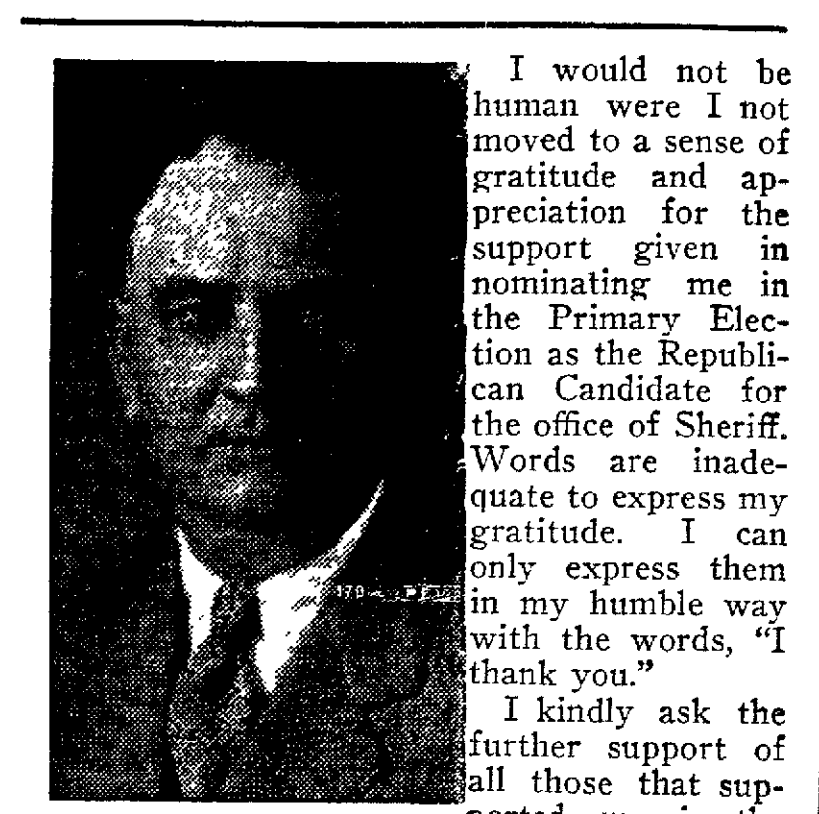 I would not be
human were I not
moved to a sense of
gratitude and ap-
preciation for the
support given in
nominating me in
the Primary Elec-
tion as the Republi-
can Candidate for
the office of Sheriff.
Words are inade-
quate to express my
gratitude. I can
only express them
in my humble way
with the words, “I
thank you.”
I kindly ask the
further support of
all those that sup-